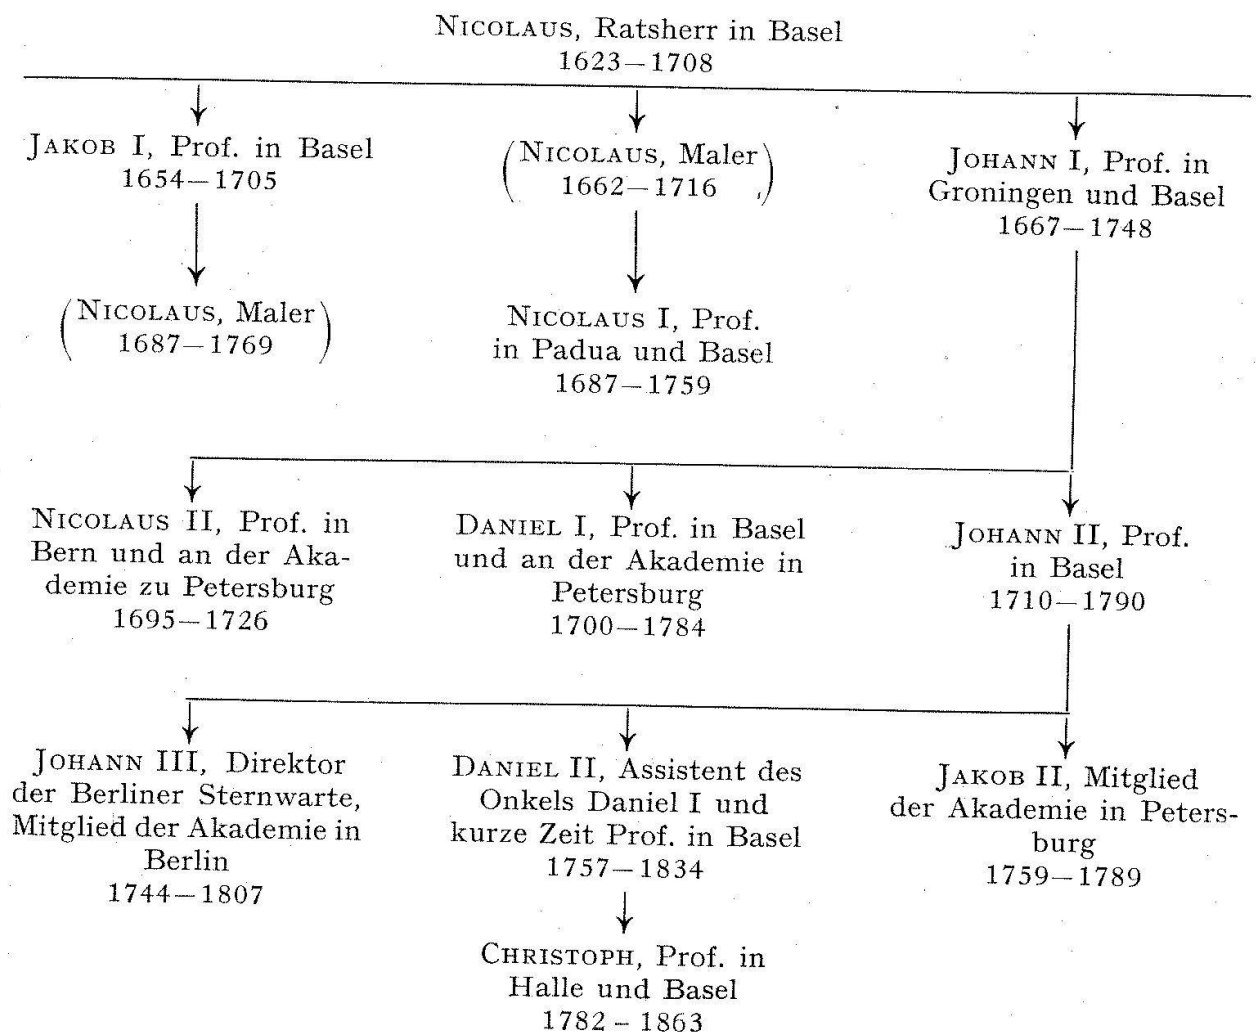 NICOLAUS, Ratsherr in Basel
1623—1708
JAKOB I, Prof. in Basel
1654—1705
(NICOLAUS, Maler)
1662—1716
JOHANN I, Prof. in
Groningen und Basel
1667—1748
(NICOLAUS, Maler)
1687—1769
NICOLAUS I, Prof.
in Padua und Basel
1687—1759
NICOLAUS II, Prof. in
Bern und an der Aka-
demie zu Petersburg
1695—1726
DANIEL I, Prof. in Basel
und an der Akademie in
Petersburg
1700—1784
JOHANN II, Prof.
in Basel
1710—1790
JOHANN III, Direktor
der Berliner Sternwarte,
Mitglied der Akademie in
Berlin
1744—1807
DANIEL II, Assistent des
Onkels Daniel I und
kurze Zeit Prof. in Basel
1757—1834
JAKOB II, Mitglied
der Akademie in Peters-
burg
1759—1789
CHRISTOPH, Prof. in
Halle und Basel
1782–1863